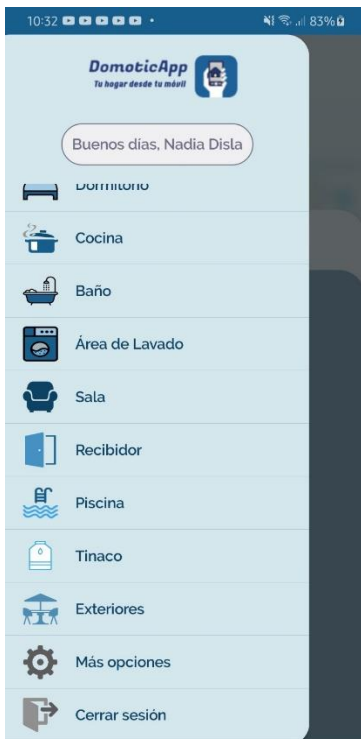 10:32
83%
DomoticApp
Tu hogar desde tu móvil
Buenos días, Nadia Disla
Dormitorio
Cocina
Baño
Área de Lavado
Sala
Recibidor
Piscina
Tinaco
Exteriores
Más opciones
Cerrar sesión